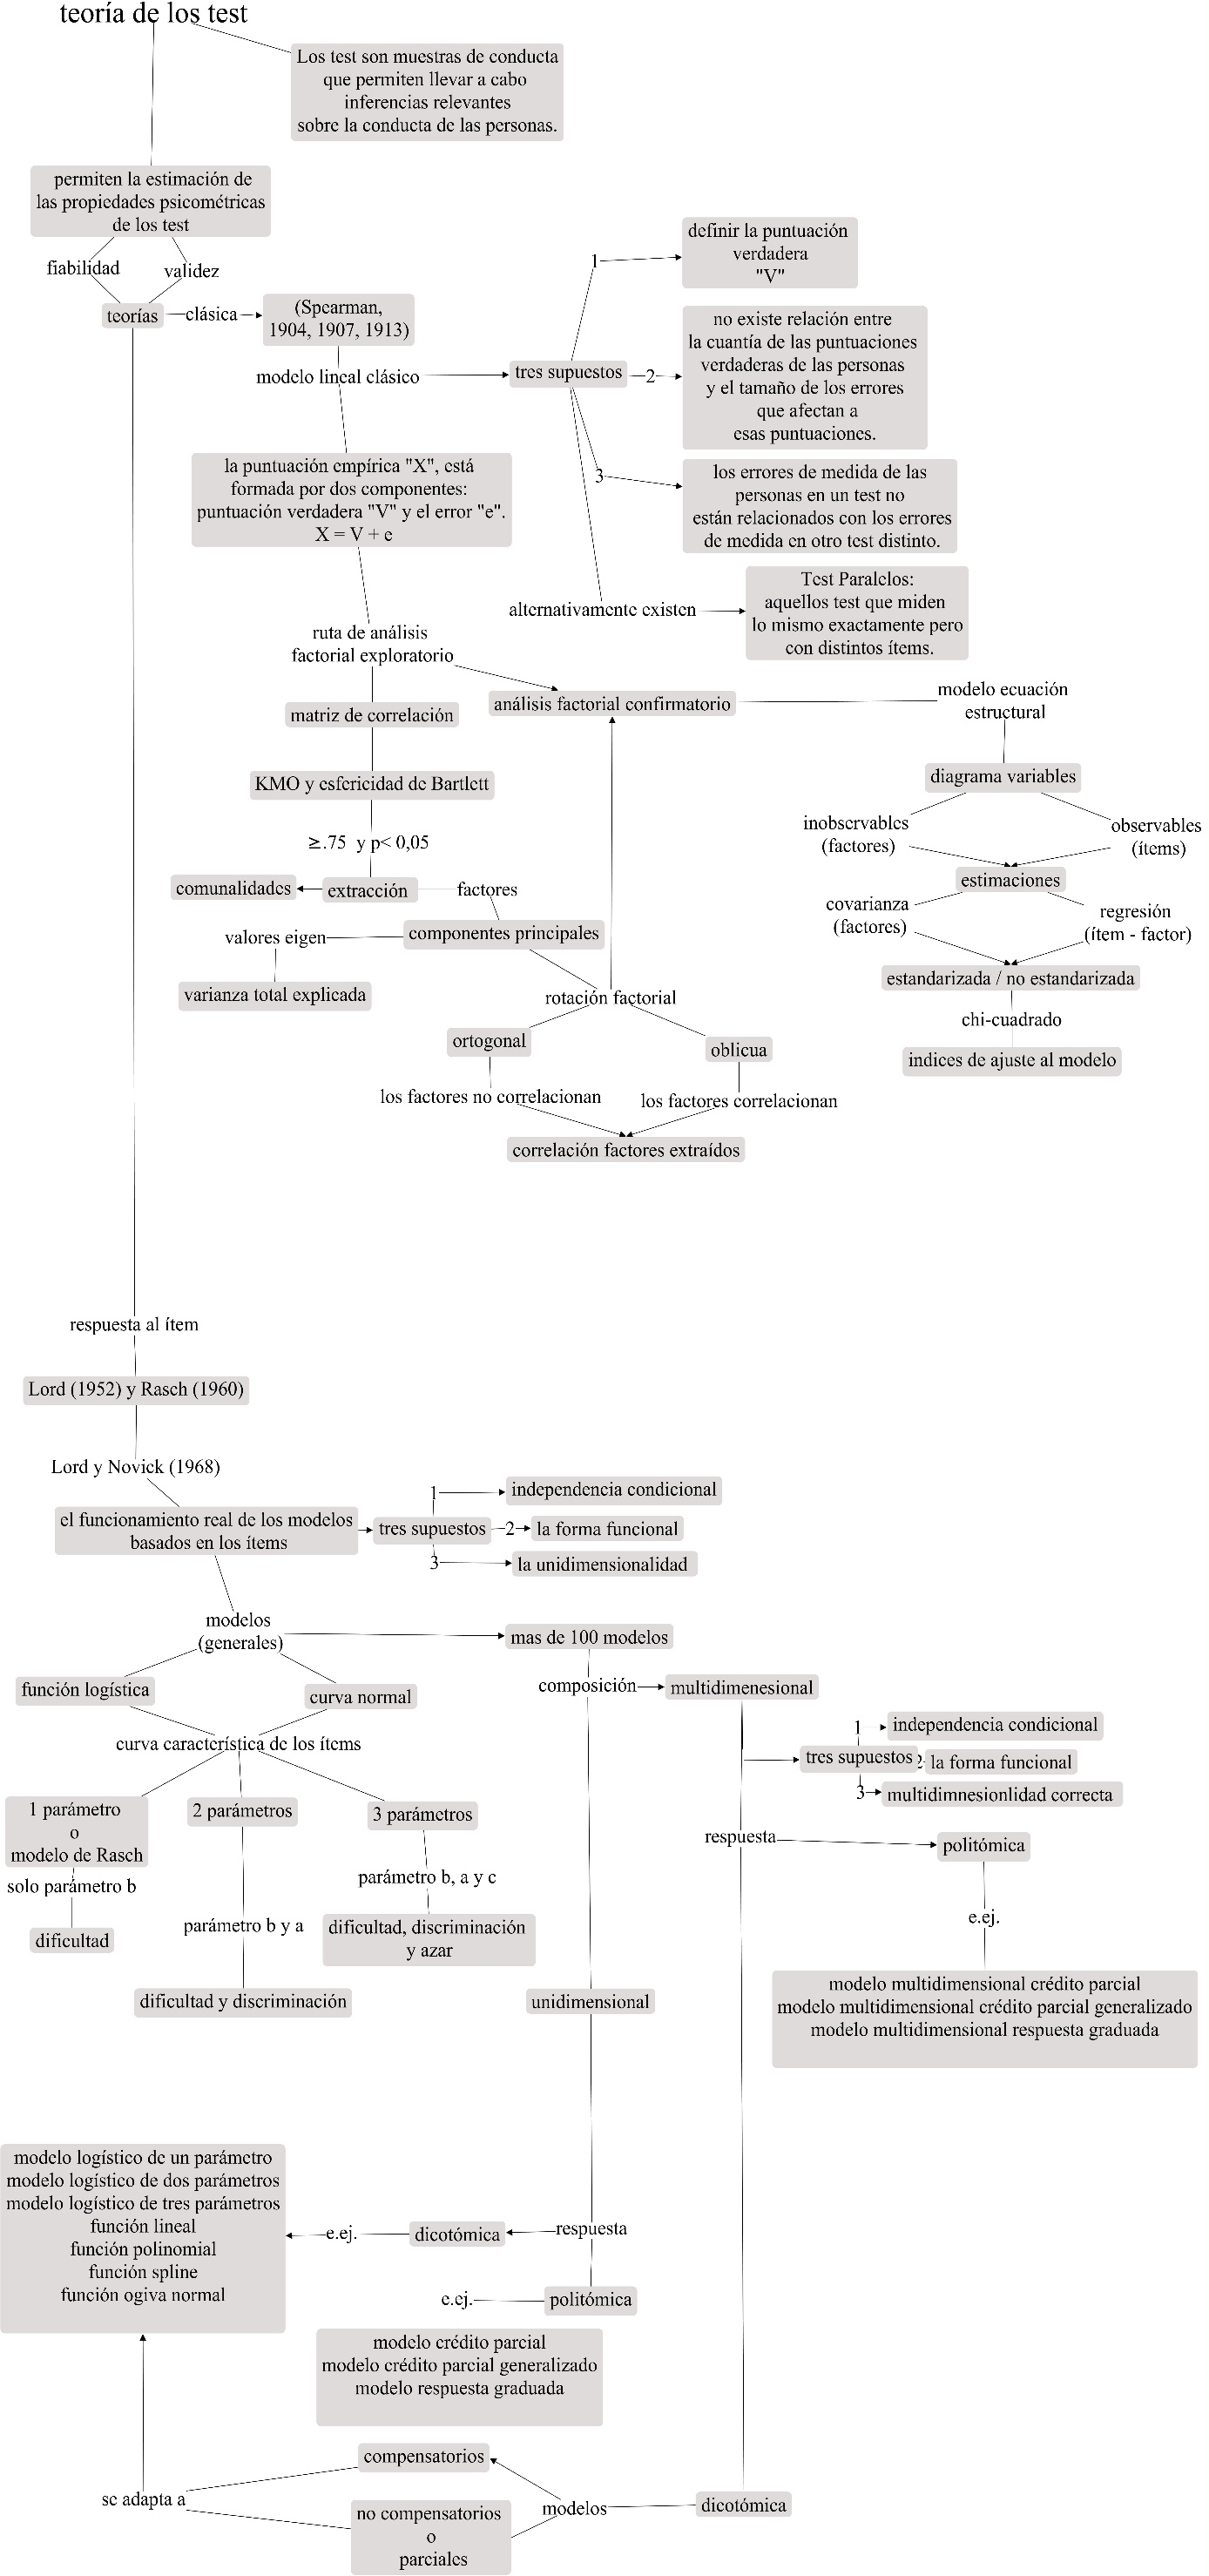 teoría de los test
Los test son muestras de conducta
que permiten llevar a cabo
inferencias relevantes
sobre la conducta de las personas.
permiten la estimación de
las propiedades psicométricas
de los test
fiabilidad
validez
teorías
clásica
(Spearman,
1904, 1907, 1913)
modelo lineal clásico
tres supuestos
1
definir la puntuación
verdadera
"V"
2
no existe relación entre
la cuantía de las puntuaciones
verdaderas de las personas
y el tamaño de los errores
que afectan a
esas puntuaciones.
3
los errores de medida de las
personas en un test no
están relacionados con los errores
de medida en otro test distinto.
alternativamente existen
Test Paralelos:
aquellos test que miden
lo mismo exactamente pero
con distintos ítems.
la puntuación empírica "X", está
formada por dos componentes:
puntuación verdadera "V" y el error "e".
X = V + e
ruta de análisis
factorial exploratorio
matriz de correlación
KMO y esfericidad de Bartlett
≥.75 y p< 0,05
comunalidades
extracción
factores
valores eigen
componentes principales
varianza total explicada
rotación factorial
ortogonal
oblicua
los factores no correlacionan
los factores correlacionan
correlación factores extraídos
análisis factorial confirmatorio
modelo ecuación
estructural
diagrama variables
inobservables
(factores)
observables
(ítems)
estimaciones
covarianza
(factores)
regresión
(ítem - factor)
estandarizada / no estandarizada
chi-cuadrado
indices de ajuste al modelo
respuesta al ítem
Lord (1952) y Rasch (1960)
Lord y Novick (1968)
el funcionamiento real de los modelos
basados en los ítems
tres supuestos
1
independencia condicional
2
la forma funcional
3
la unidimensionalidad
modelos
(generales)
mas de 100 modelos
función logística
curva normal
curva característica de los ítems
1 parámetro
o
modelo de Rasch
2 parámetros
3 parámetros
solo parámetro b
parámetro b y a
parámetro b, a y c
dificultad
dificultad y discriminación
dificultad, discriminación
y azar
composición
multidimenesional
tres supuestos
1
independencia condicional
2
la forma funcional
3
multidimnesionlidad correcta
respuesta
politómica
e.ej.
modelo multidimensional crédito parcial
modelo multidimensional crédito parcial generalizado
modelo multidimensional respuesta graduada
unidimensional
respuesta
dicotómica
e.ej.
modelo logístico de un parámetro
modelo logístico de dos parámetros
modelo logístico de tres parámetros
función lineal
función polinomial
función spline
función ogiva normal
politómica
e.ej.
modelo crédito parcial
modelo crédito parcial generalizado
modelo respuesta graduada
dicotómica
modelos
compensatorios
no compensatorios
o
parciales
se adapta a